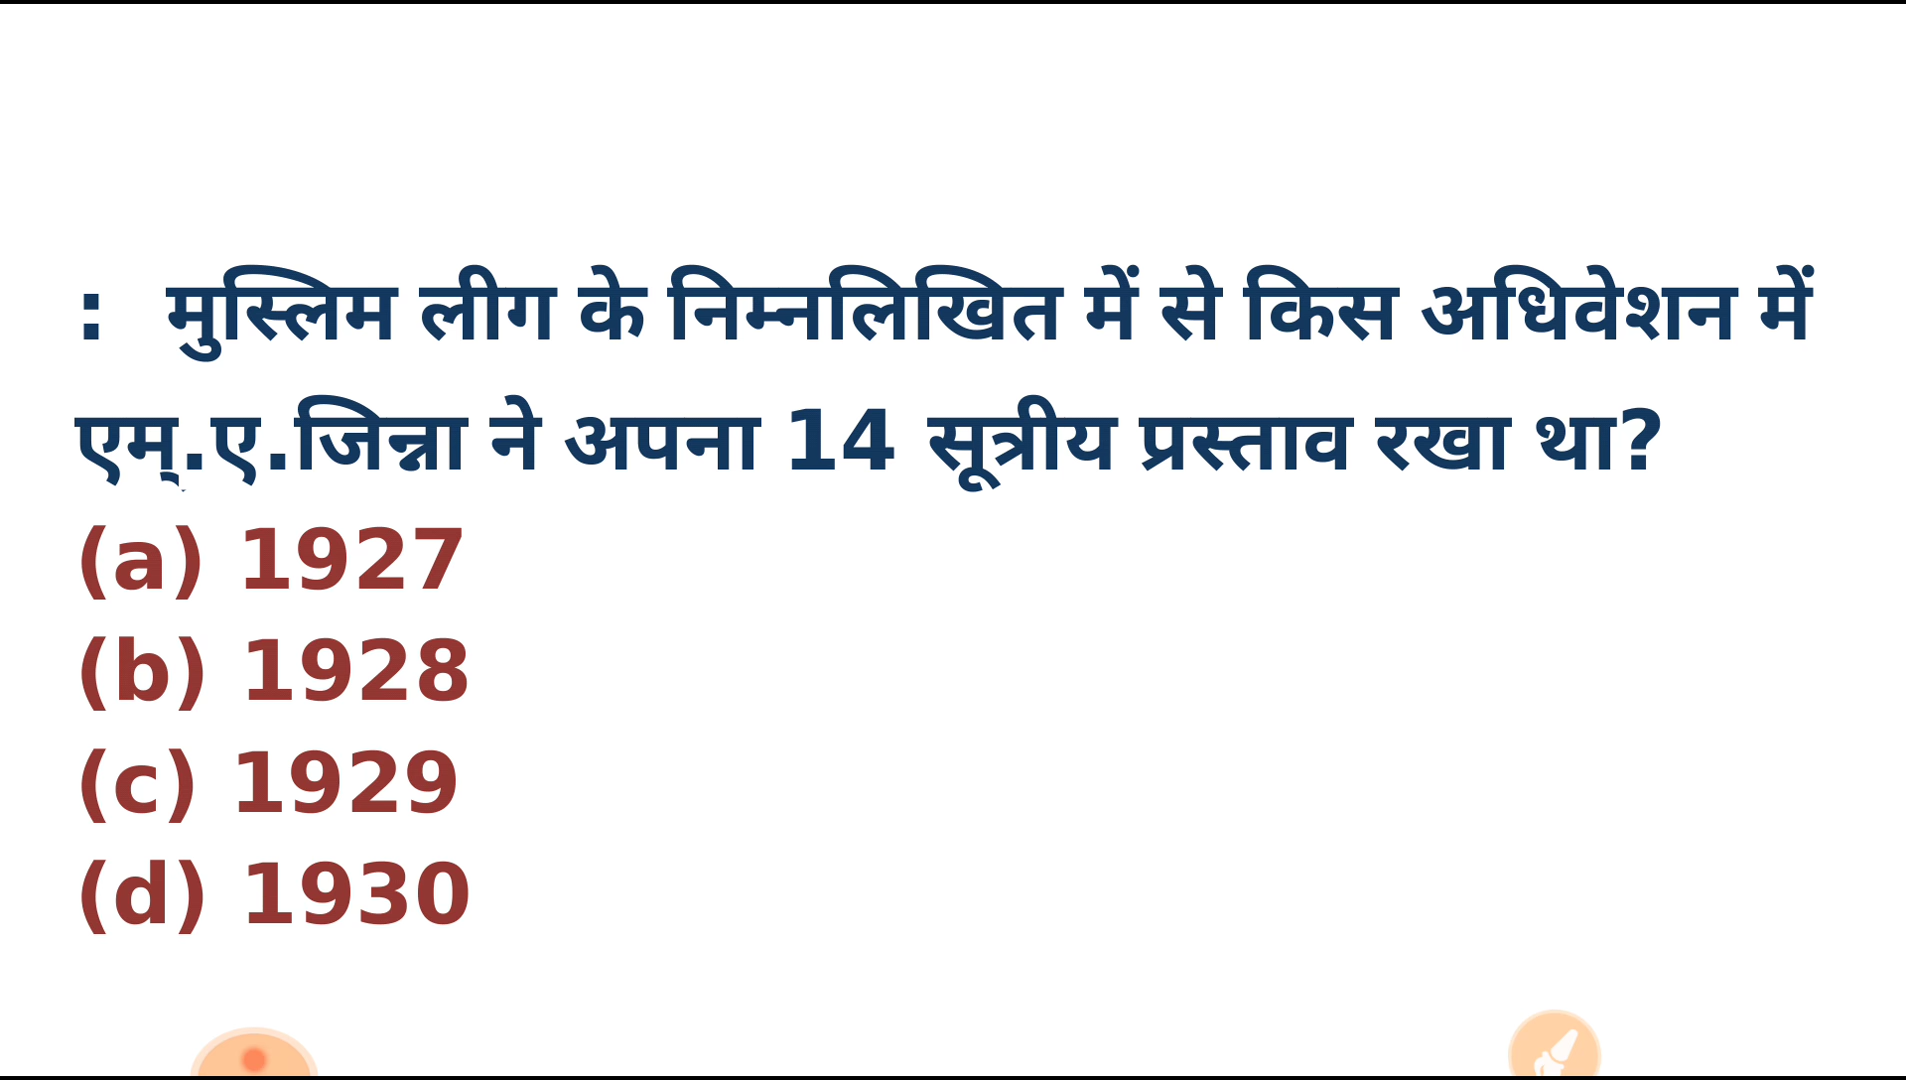 : मुस्लिम लीग के निम्नलिखित में से किस अधिवेशन में
एम्.ए.जिन्ना ने अपना 14 सूत्रीय प्रस्ताव रखा था?
(a) 1927
(b) 1928
(c) 1929
(d) 1930